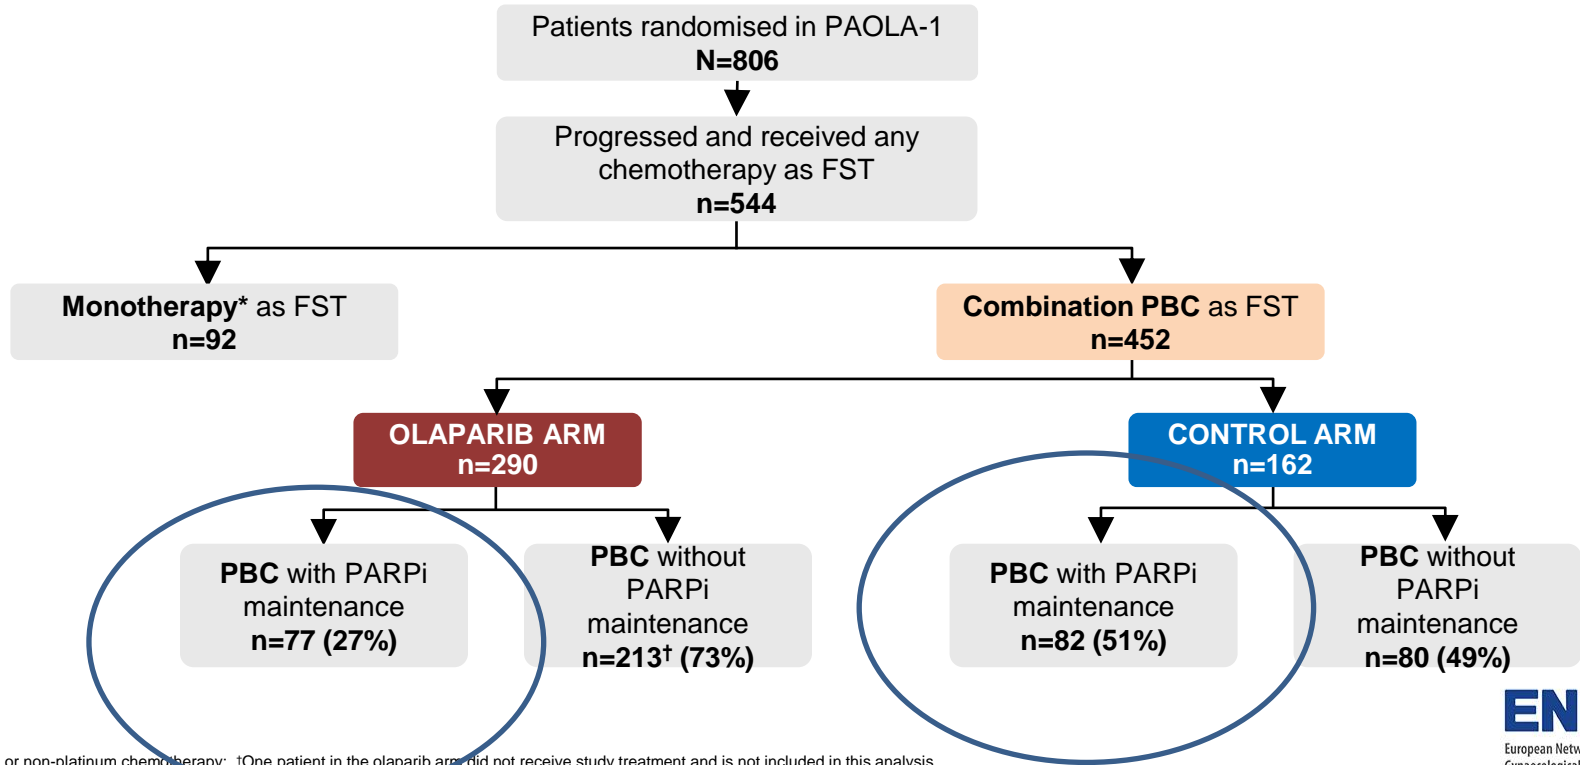 Patients randomised in PAOLA-1
N=806
Progressed and received any
chemotherapy as FST
n=544
Monotherapy* as FST
n=92
Combination PBC as FST
n=452
OLAPARIB ARM
n=290
CONTROL ARM
n=162
PBC with PARPi
maintenance
n=77 (27%)
PBC without
PARPi
maintenance
n=213† (73%)
PBC with PARPi
maintenance
n=82 (51%)
PBC without
PARPi
maintenance
n=80 (49%)
or non-platinum chemotherapy; †One patient in the olaparib arm did not receive study treatment and is not included in this analysis
EN
European Netw
Gynaecological